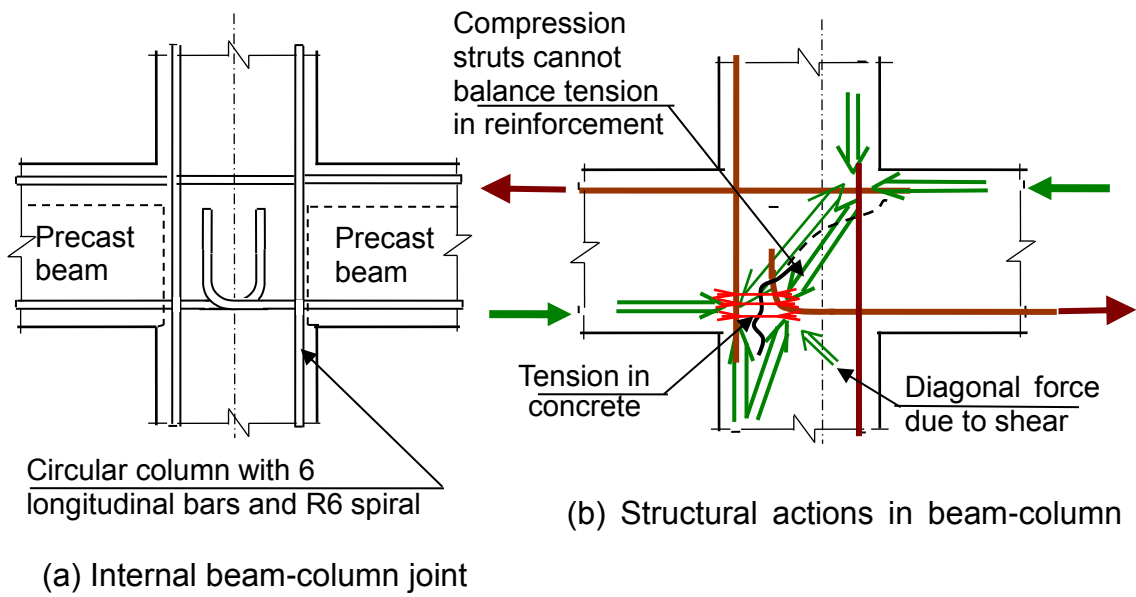 Precast
beam
Precast
beam
Circular column with 6
longitudinal bars and R6 spiral
(a) Internal beam-column joint
Compression
struts cannot
balance tension
in reinforcement
Tension in
concrete
Diagonal force
due to shear
(b) Structural actions in beam-column